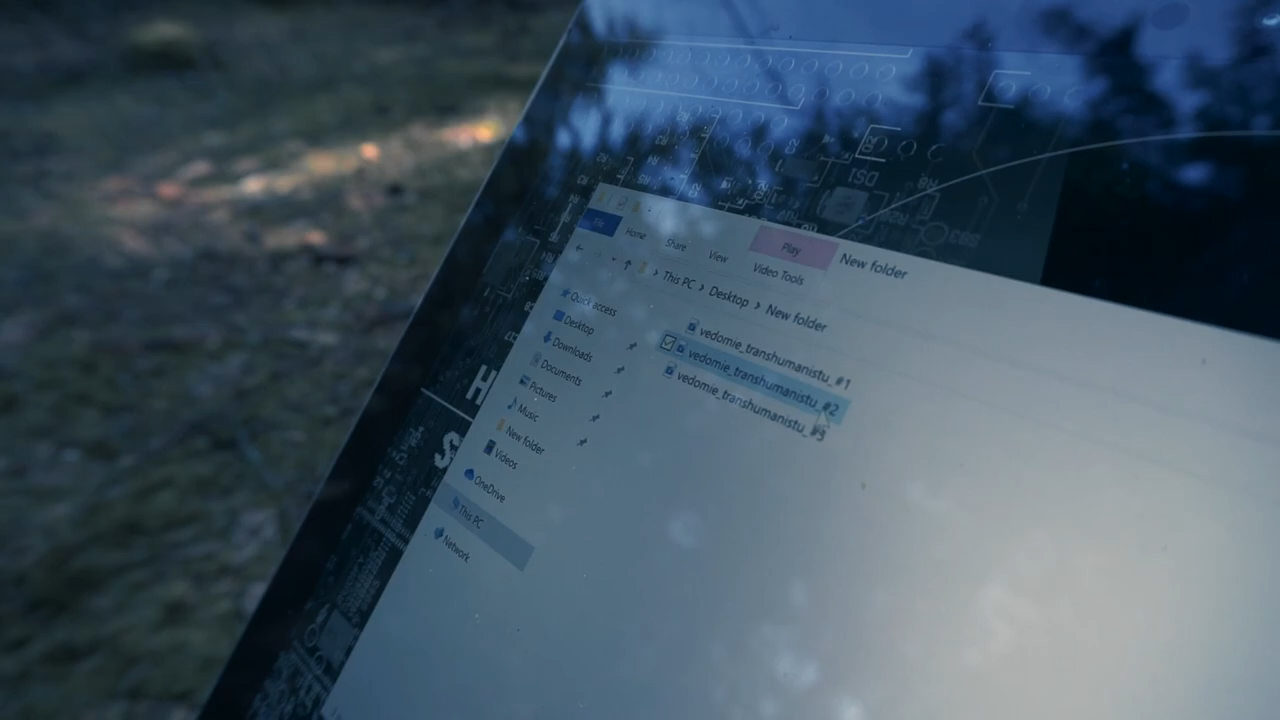 New folder
Play
Home
Share
View
Video Tools
This PC
Desktop
New folder
Quick access
Desktop
Downloads
Documents
Pictures
Music
New folder
Videos
OneDrive
This PC
Network
vedomie_transhumanistu_#1
vedomie_transhumanistu_#2
vedomie_transhumanistu_#3
DS1
H
S